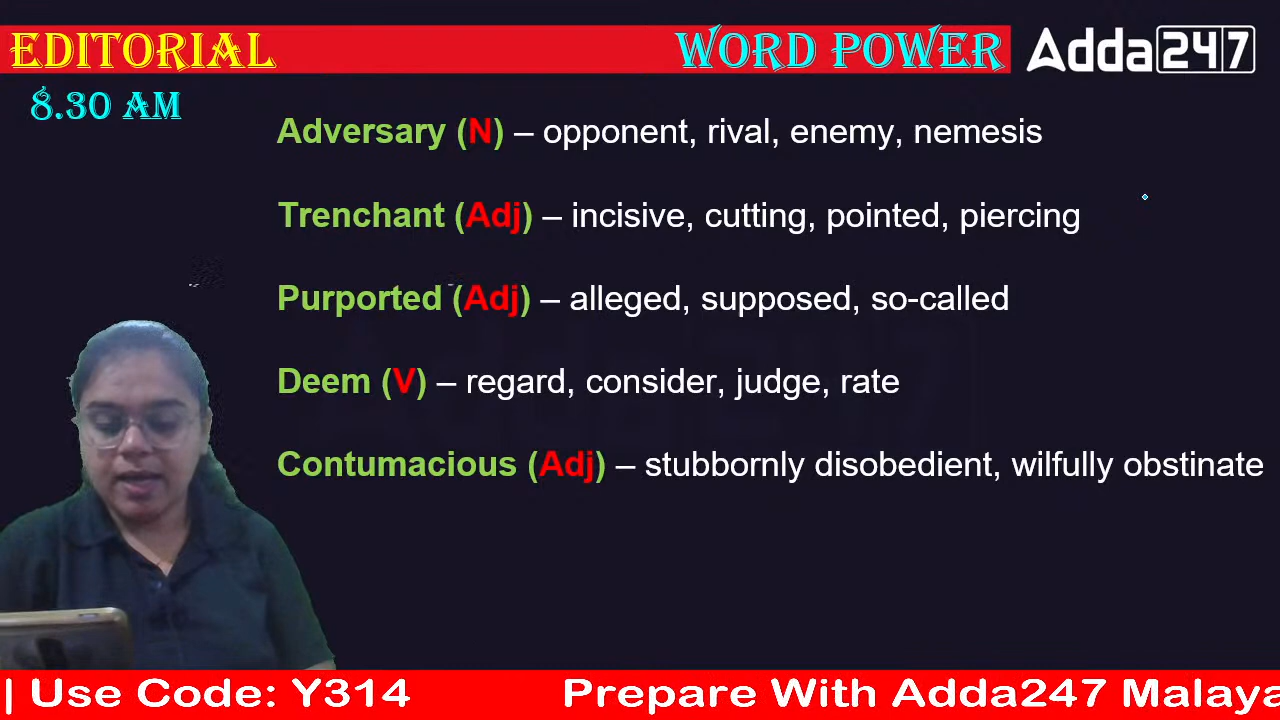 EDITORIAL
WORD POWER
Adda247
8.30 AM
Adversary (N) – opponent, rival, enemy, nemesis
Trenchant (Adj) – incisive, cutting, pointed, piercing
Purported (Adj) – alleged, supposed, so-called
Deem (V) – regard, consider, judge, rate
Contumacious (Adj) – stubbornly disobedient, wilfully obstinate
| Use Code: Y314 Prepare With Adda247 Malaya